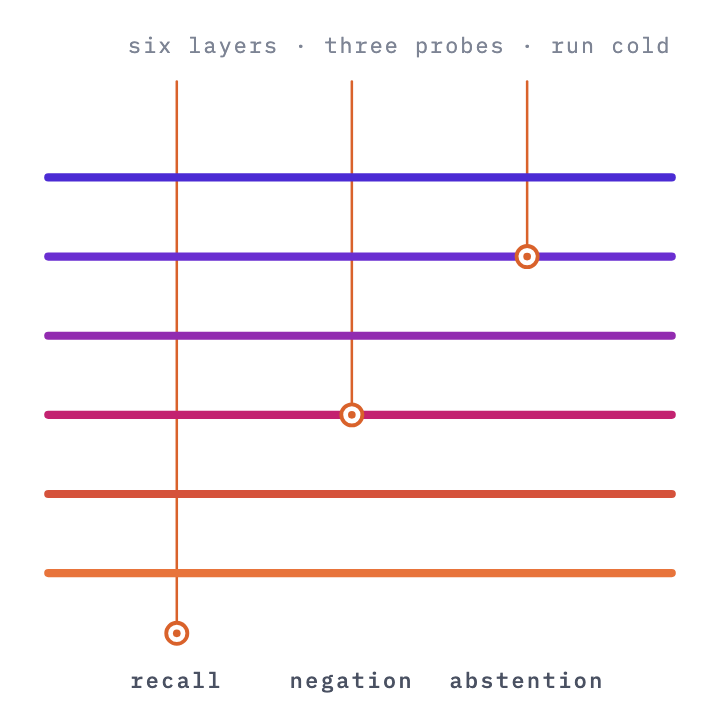 six layers · three probes · run cold
recall negation abstention